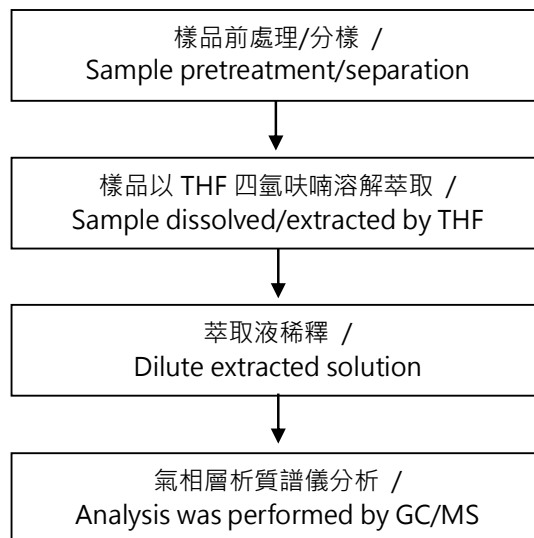 樣品前處理/分樣 /
Sample pretreatment/separation
樣品以 THF 四氫呋喃溶解萃取 /
Sample dissolved/extracted by THF
萃取液稀釋 /
Dilute extracted solution
氣相層析質譜儀分析 /
Analysis was performed by GC/MS